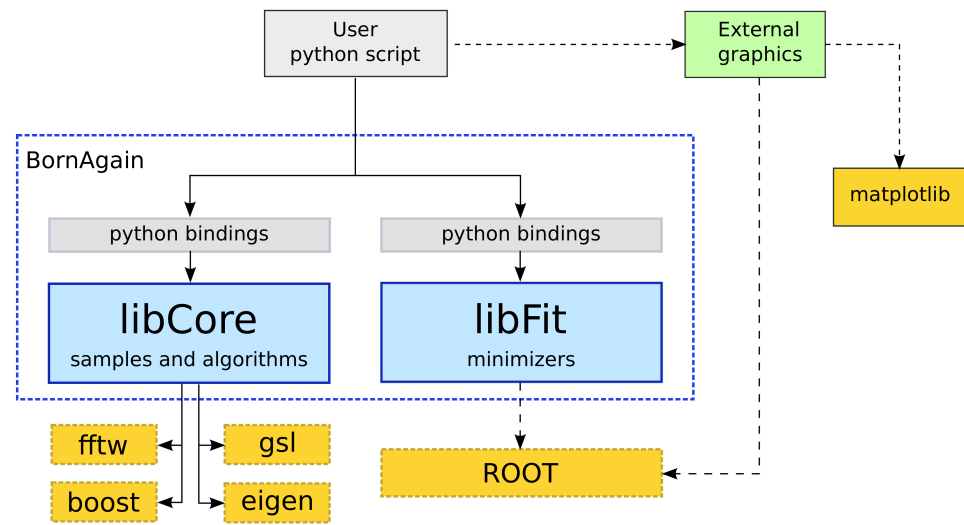 User
python script
External
graphics
BornAgain
matplotlib
python bindings
python bindings
libCore
samples and algorithms
libFit
minimizers
fftw
gsl
boost
eigen
ROOT